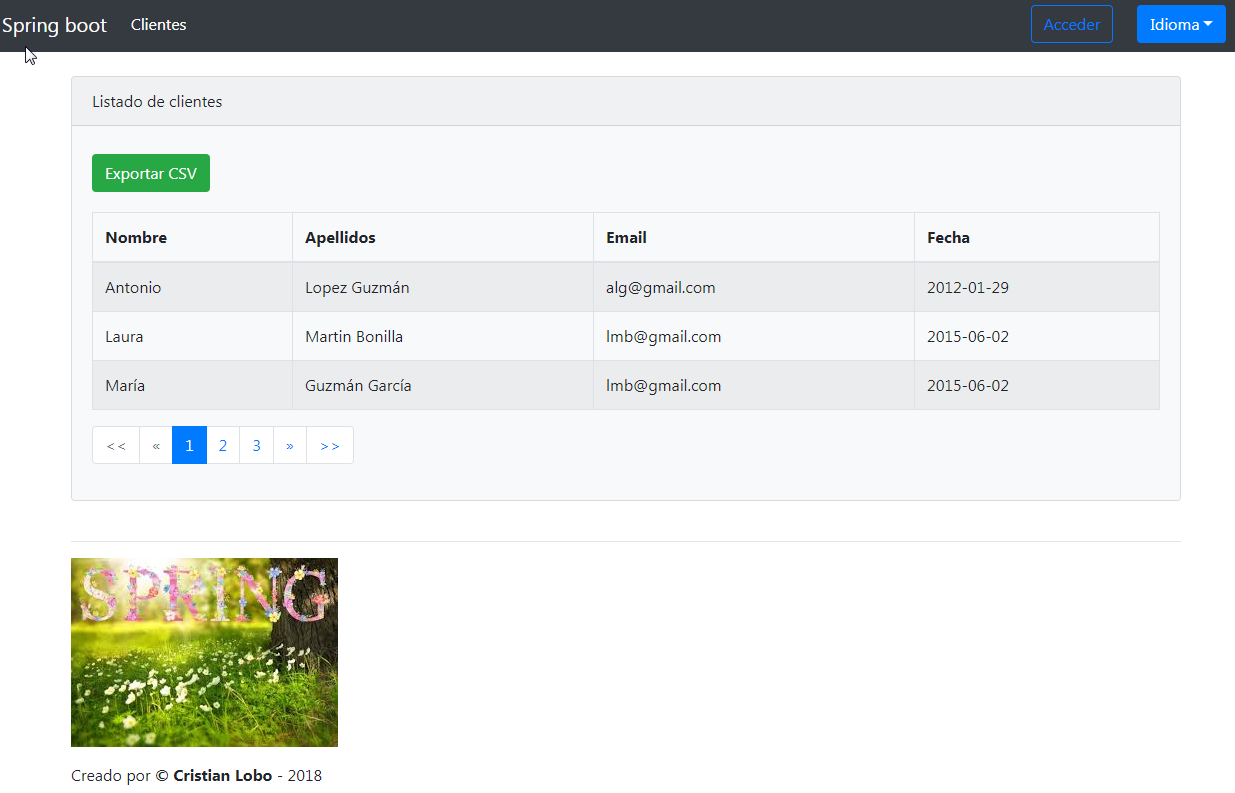 Spring boot Clientes Acceder Idioma
Listado de clientes
Exportar CSV
Nombre Apellidos Email Fecha
Antonio Lopez Guzmán alg@gmail.com 2012-01-29
Laura Martin Bonilla lmb@gmail.com 2015-06-02
María Guzmán García lmb@gmail.com 2015-06-02
<< « 1 2 3 » >>
SPRING
Creado por © Cristian Lobo - 2018